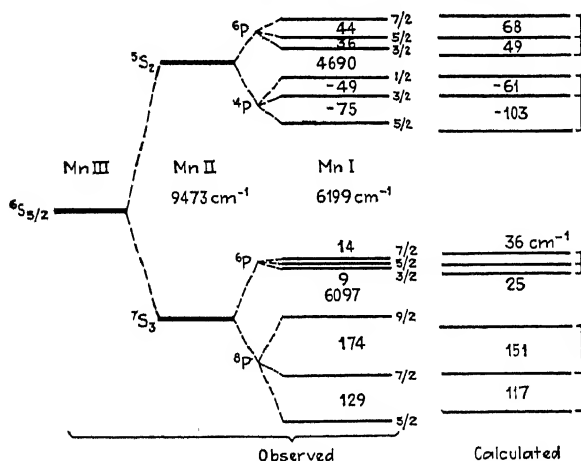 ⁶P 44 7/2 68
36 5/2 49
3/2
⁵S₂ 4690
-49 1/2 -61
⁴P -75 3/2 -103
5/2
Mn III Mn II Mn I
9473 cm⁻¹ 6199 cm⁻¹
⁶S₅/₂
⁶P 14 7/2 36 cm⁻¹
5/2
9 3/2 25
6097
⁷S₃ 9/2
174 151
⁸P 7/2
129 117
5/2
Observed Calculated